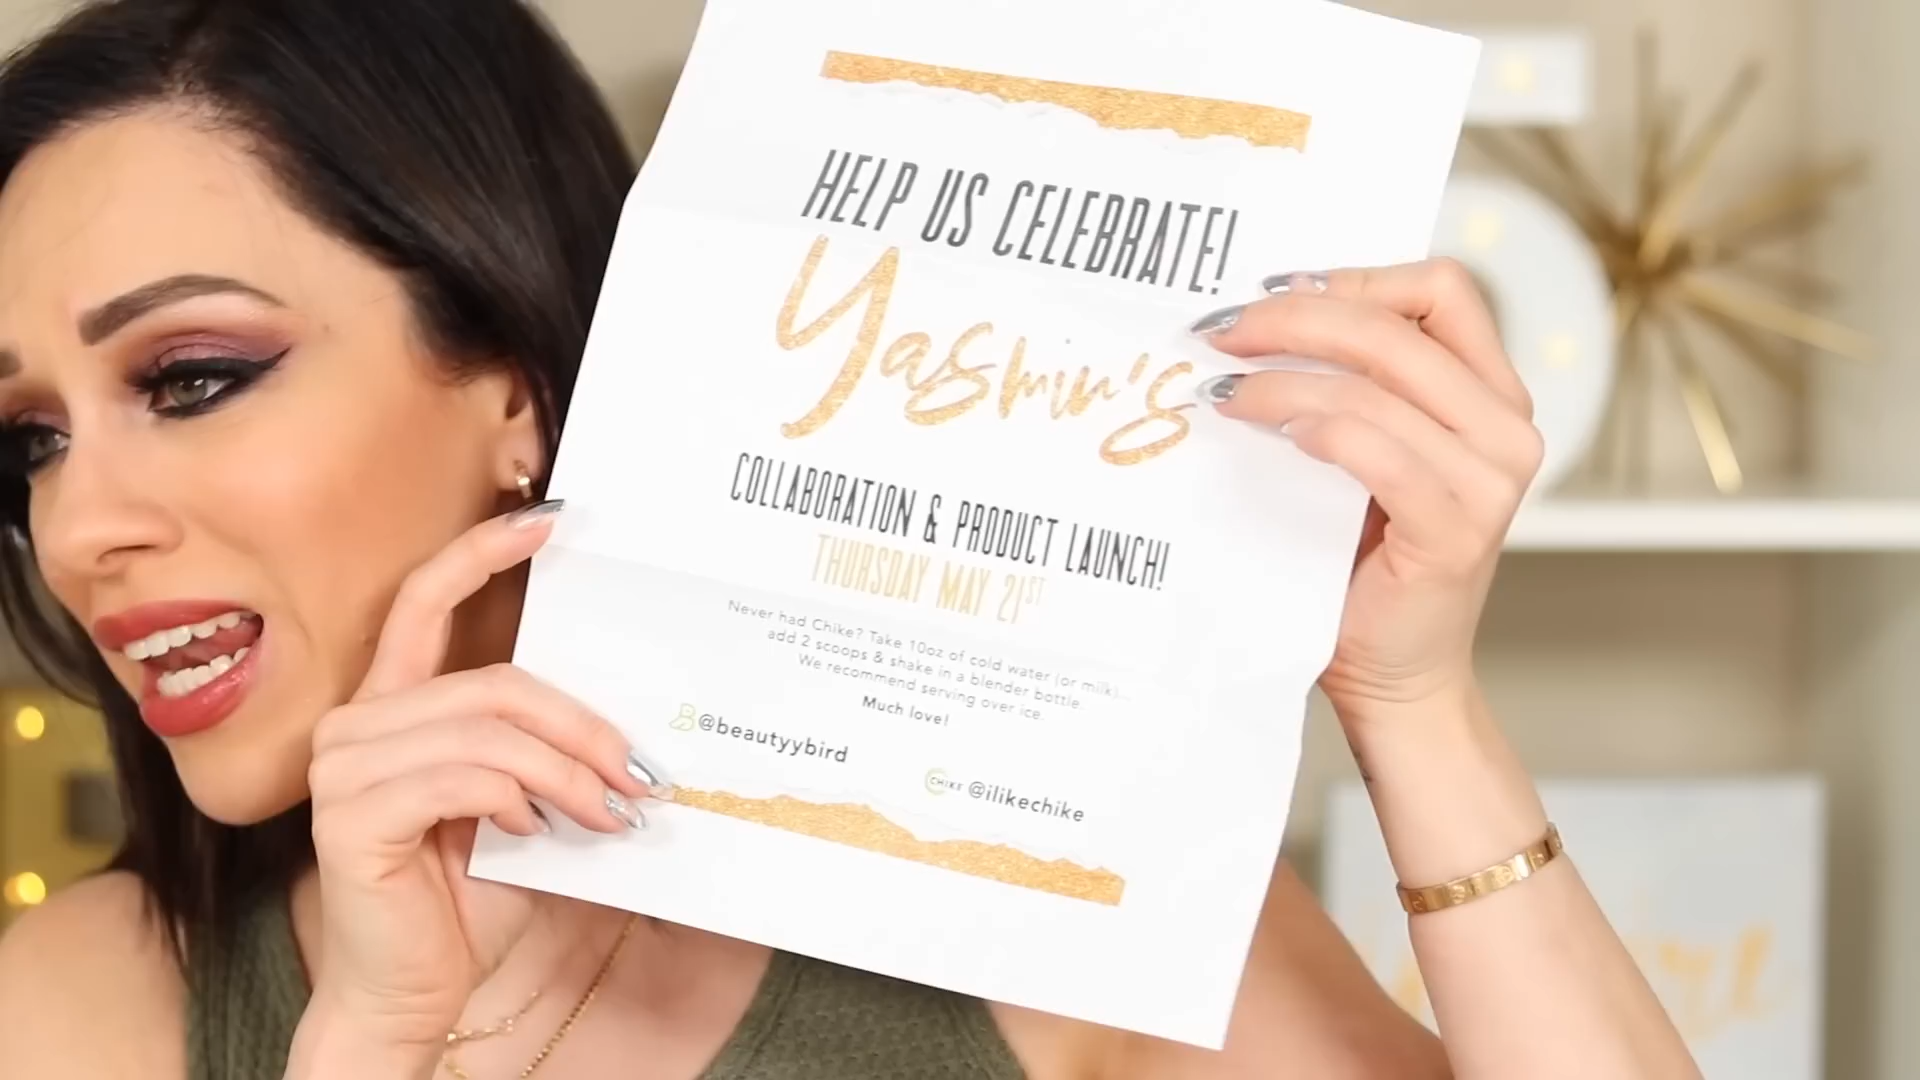 HELP US CELEBRATE!
Yasmin's
COLLABORATION & PRODUCT LAUNCH!
THURSDAY MAY 21ST
Never had Chike? Take 10oz of cold water (or milk)...
add 2 scoops & shake in a blender bottle.
We recommend serving over ice.
Much love!
@beautyybird
CHIKE @ilikechike